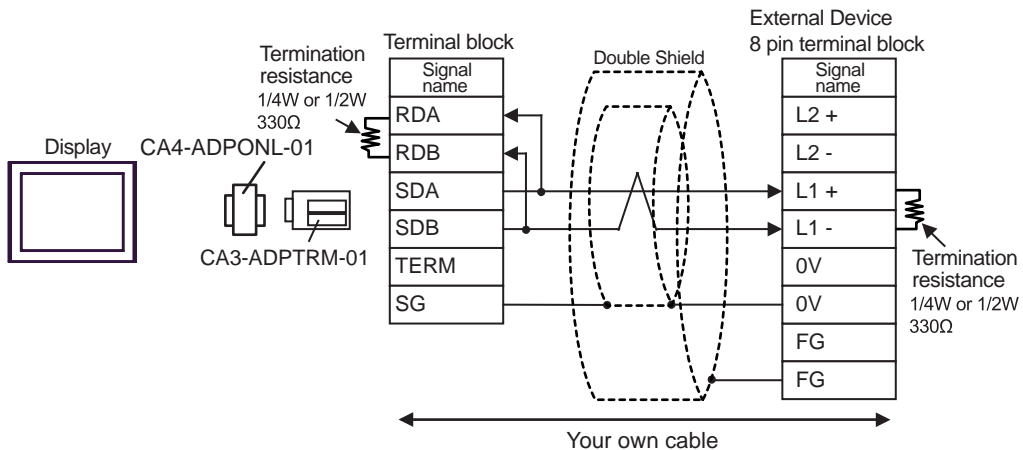 External Device
8 pin terminal block
Terminal block
Double Shield
Termination
resistance
1/4W or 1/2W
330Ω
Display
CA4-ADPONL-01
CA3-ADPTRM-01
Signal
name
RDA
RDB
SDA
SDB
TERM
SG
Signal
name
L2 +
L2 -
L1 +
L1 -
0V
0V
FG
FG
Termination
resistance
1/4W or 1/2W
330Ω
Your own cable